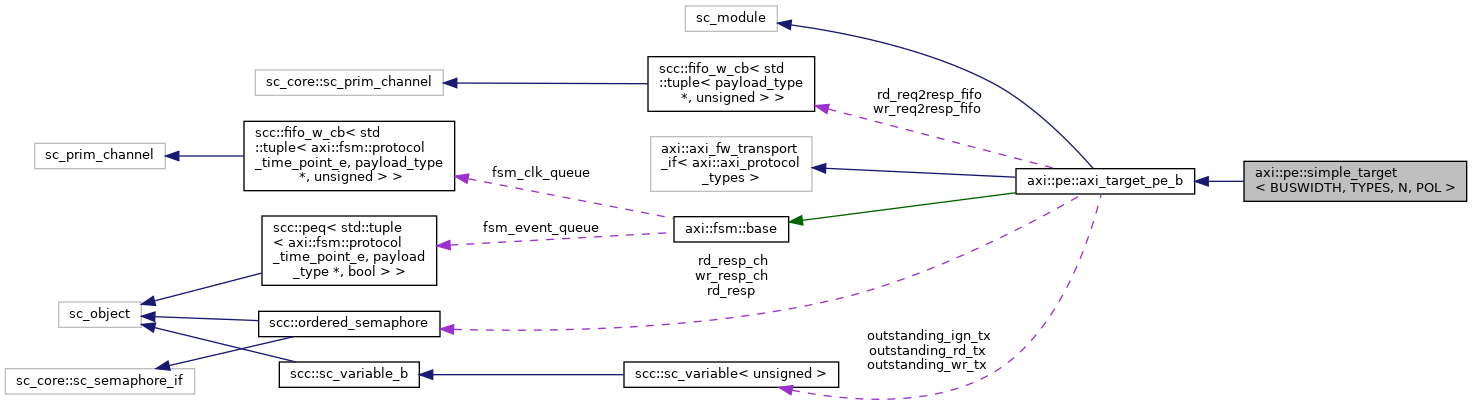 sc_module
scc::fifo_w_cb< std
::tuple< payload_type
*, unsigned > >
sc_core::sc_prim_channel
rd_req2resp_fifo
wr_req2resp_fifo
scc::fifo_w_cb< std
::tuple< axi::fsm::protocol
_time_point_e, payload_type
*, unsigned > >
sc_prim_channel
axi::axi_fw_transport
_if< axi::axi_protocol
_types >
fsm_clk_queue
axi::pe::axi_target_pe_b
axi::pe::simple_target
< BUSWIDTH, TYPES, N, POL >
scc::peq< std::tuple
< axi::fsm::protocol
_time_point_e, payload
_type *, bool > >
fsm_event_queue
axi::fsm::base
rd_resp_ch
wr_resp_ch
rd_resp
sc_object
scc::ordered_semaphore
outstanding_ign_tx
outstanding_rd_tx
outstanding_wr_tx
sc_core::sc_semaphore_if
scc::sc_variable_b
scc::sc_variable< unsigned >